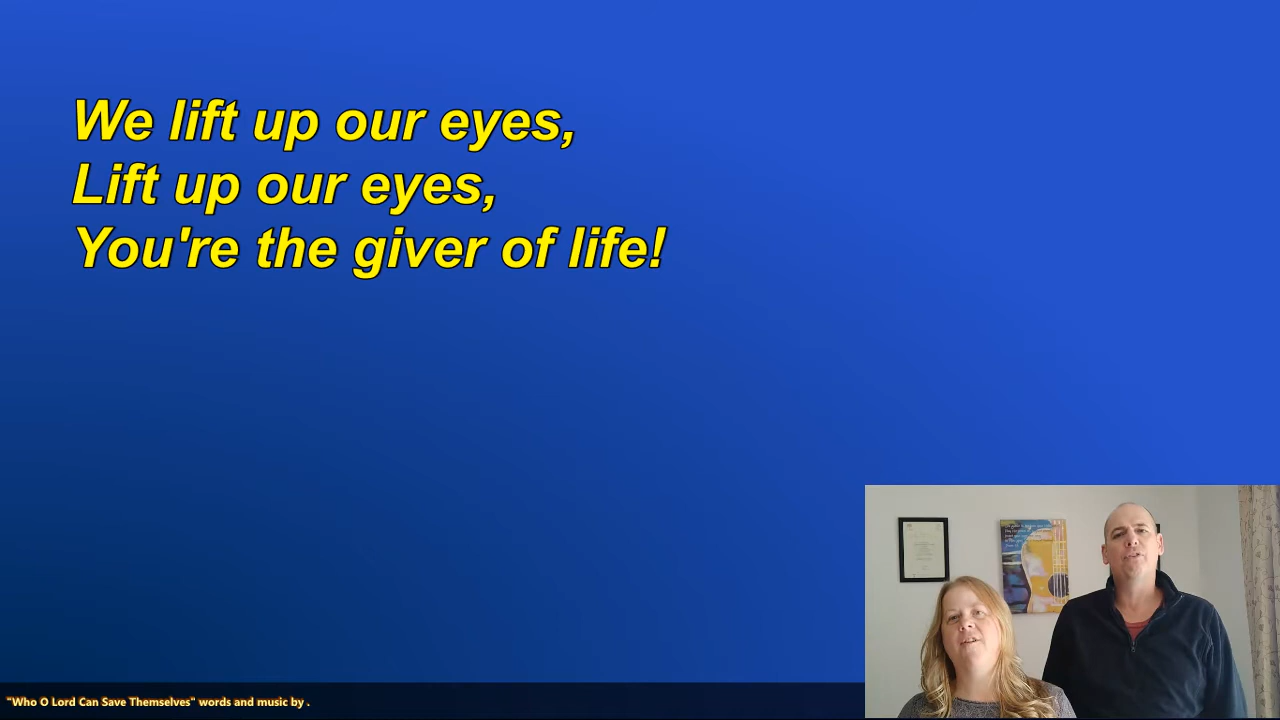 We lift up our eyes,
Lift up our eyes,
You're the giver of life!
"Who O Lord Can Save Themselves" words and music by .